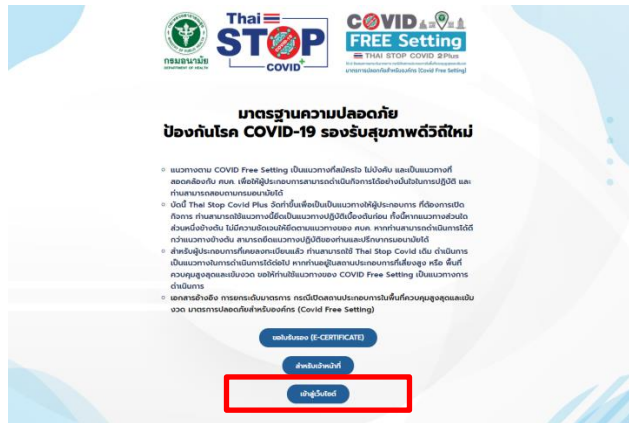 กรมอนามัย
DEPARTMENT OF HEALTH
Thai
STOP
COVID
COVID
FREE Setting
THAI STOP COVID 2Plus
มาตรการปลอดภัยสำหรับองค์กร (Covid Free Setting)
มาตรฐานความปลอดภัย
ป้องกันโรค COVID-19 รองรับสุขภาพดีวิถีใหม่
แนวทางตาม COVID Free Setting เป็นแนวทางที่สมัครใจ ไม่บังคับ และเป็นแนวทางที่
สอดคล้องกับ ศบค. เพื่อให้ผู้ประกอบการสามารถดำเนินกิจการได้อย่างมั่นใจในการปฏิบัติ และ
ท่านสามารถสอบถามกรมอนามัยได้
บัดนี้ Thai Stop Covid Plus จัดทำขึ้นเพื่อเป็นเป็นแนวทางให้ผู้ประกอบการ ที่ต้องการเปิด
กิจการ ท่านสามารถใช้แนวทางนี้ยึดเป็นแนวทางปฏิบัติเบื้องต้นก่อน ทั้งนี้หากแนวทางส่วนใด
ส่วนหนึ่งข้างต้น ไม่มีความชัดเจนให้ยึดตามแนวทางของ ศบค. หากท่านสามารถดำเนินการได้ดี
กว่าแนวทางข้างต้น สามารถยึดแนวทางปฏิบัติของท่านและปรึกษากรมอนามัยได้
สำหรับผู้ประกอบการที่เคยลงทะเบียนแล้ว ท่านสามารถใช้ Thai Stop Covid เดิม ดำเนินการ
เป็นแนวทางในการดำเนินการได้ต่อไป หากท่านอยู่ในสถานประกอบการที่เสี่ยงสูง หรือ พื้นที่
ควบคุมสูงสุดและเข้มงวด ขอให้ท่านใช้แนวทางของ COVID Free Setting เป็นแนวทางการ
ดำเนินการ
เอกสารอ้างอิง การยกระดับมาตรการ กรณีเปิดสถานประกอบการในพื้นที่ควบคุมสูงสุดและเข้ม
งวด มาตรการปลอดภัยสำหรับองค์กร (Covid Free Setting)
ขอใบรับรอง (E-CERTIFICATE)
สำหรับเจ้าหน้าที่
เข้าสู่เว็บไซต์